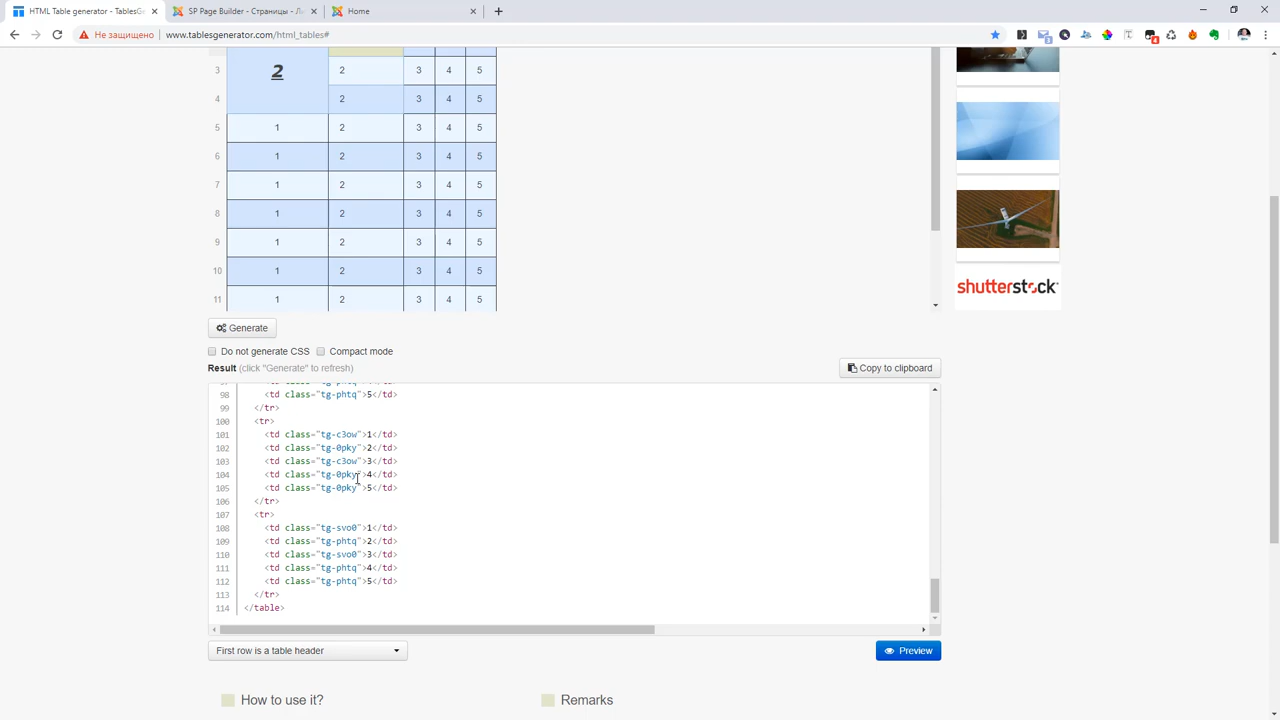 HTML Table generator - TablesGe
SP Page Builder - Страницы - Ли
Home
Не защищено
www.tablesgenerator.com/html_tables#
3
4
3 2 2 3 4 5
4 2 3 4 5
5 1 2 3 4 5
6 1 2 3 4 5
7 1 2 3 4 5
8 1 2 3 4 5
9 1 2 3 4 5
10 1 2 3 4 5
11 1 2 3 4 5
shutterstock
Generate
Do not generate CSS
Compact mode
Result (click "Generate" to refresh)
Copy to clipboard
98 <td class="tg-phtq">5</td>
99 </tr>
100 <tr>
101 <td class="tg-c3ow">1</td>
102 <td class="tg-0pky">2</td>
103 <td class="tg-c3ow">3</td>
104 <td class="tg-0pky">4</td>
105 <td class="tg-0pky">5</td>
106 </tr>
107 <tr>
108 <td class="tg-svo0">1</td>
109 <td class="tg-phtq">2</td>
110 <td class="tg-svo0">3</td>
111 <td class="tg-phtq">4</td>
112 <td class="tg-phtq">5</td>
113 </tr>
114 </table>
First row is a table header
Preview
How to use it?
Remarks